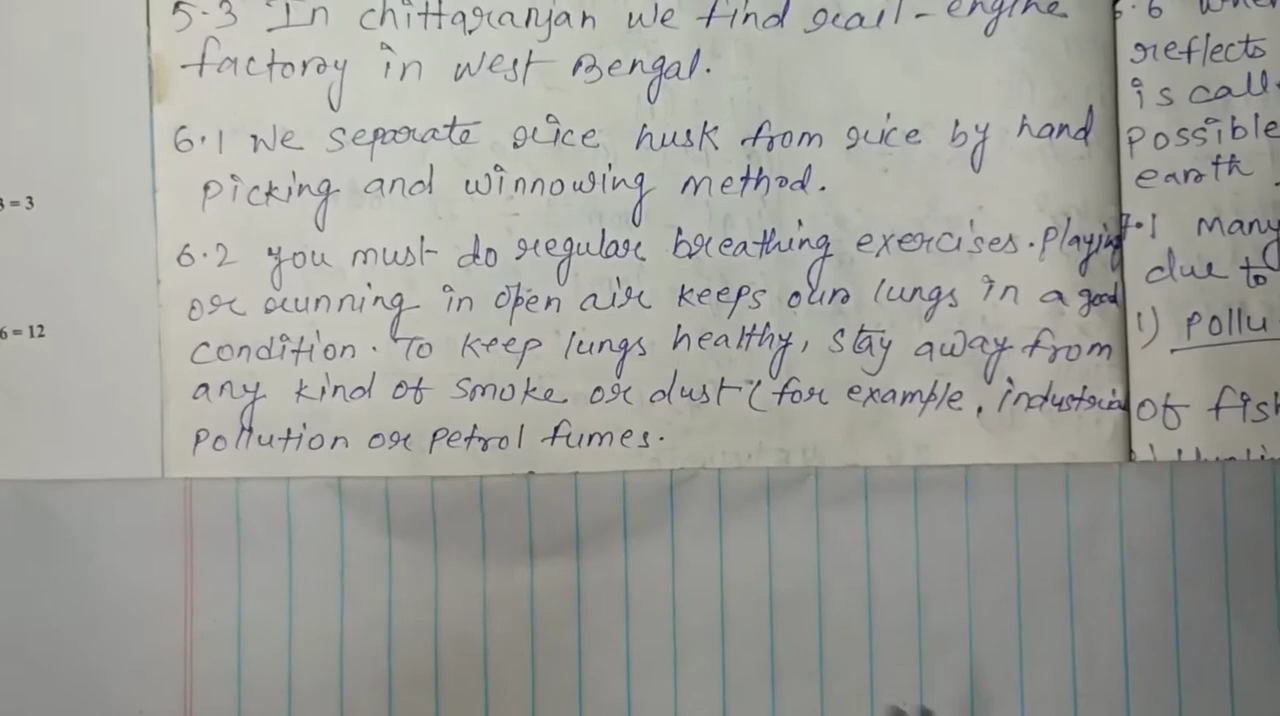 5.3 In chittaranjan we find rail-engine
factory in West Bengal.
6.1 We separate rice husk from rice by hand
picking and winnowing method.
6.2 you must do regular breathing exercises. Playing
or running in open air keeps our lungs in a good
condition. To keep lungs healthy, stay away from
any kind of smoke or dust (for example, industrial
pollution or petrol fumes.
= 3
6 = 12
reflects
is call
possible
earth
7.1 Many
due to
1) Pollu
of fish